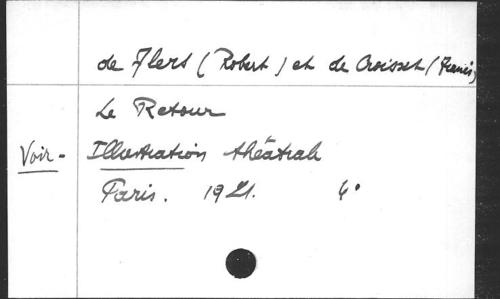 de Flers (Robert) et de Croisset (Francis)
Le Retour
Voir - Illustration théâtrale
Paris. 1921. 4°